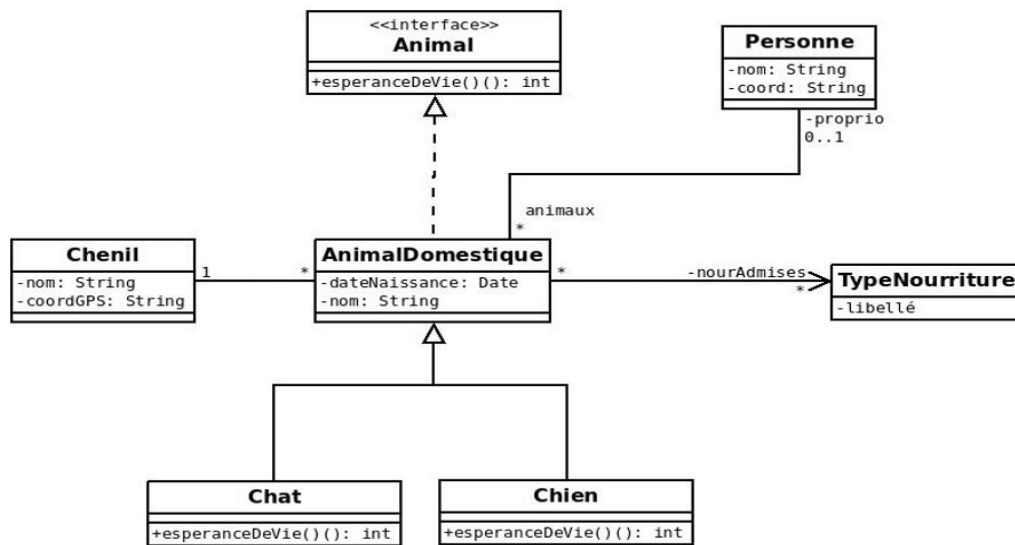 <<interface>>
Animal
+esperanceDeVie()(): int
Personne
-nom: String
-coord: String
-proprio
0..1
animaux
*
Chenil
-nom: String
-coordGPS: String
1
*
AnimalDomestique
-dateNaissance: Date
-nom: String
*
-nourAdmises
*
TypeNourriture
-libellé
Chat
+esperanceDeVie()(): int
Chien
+esperanceDeVie()(): int